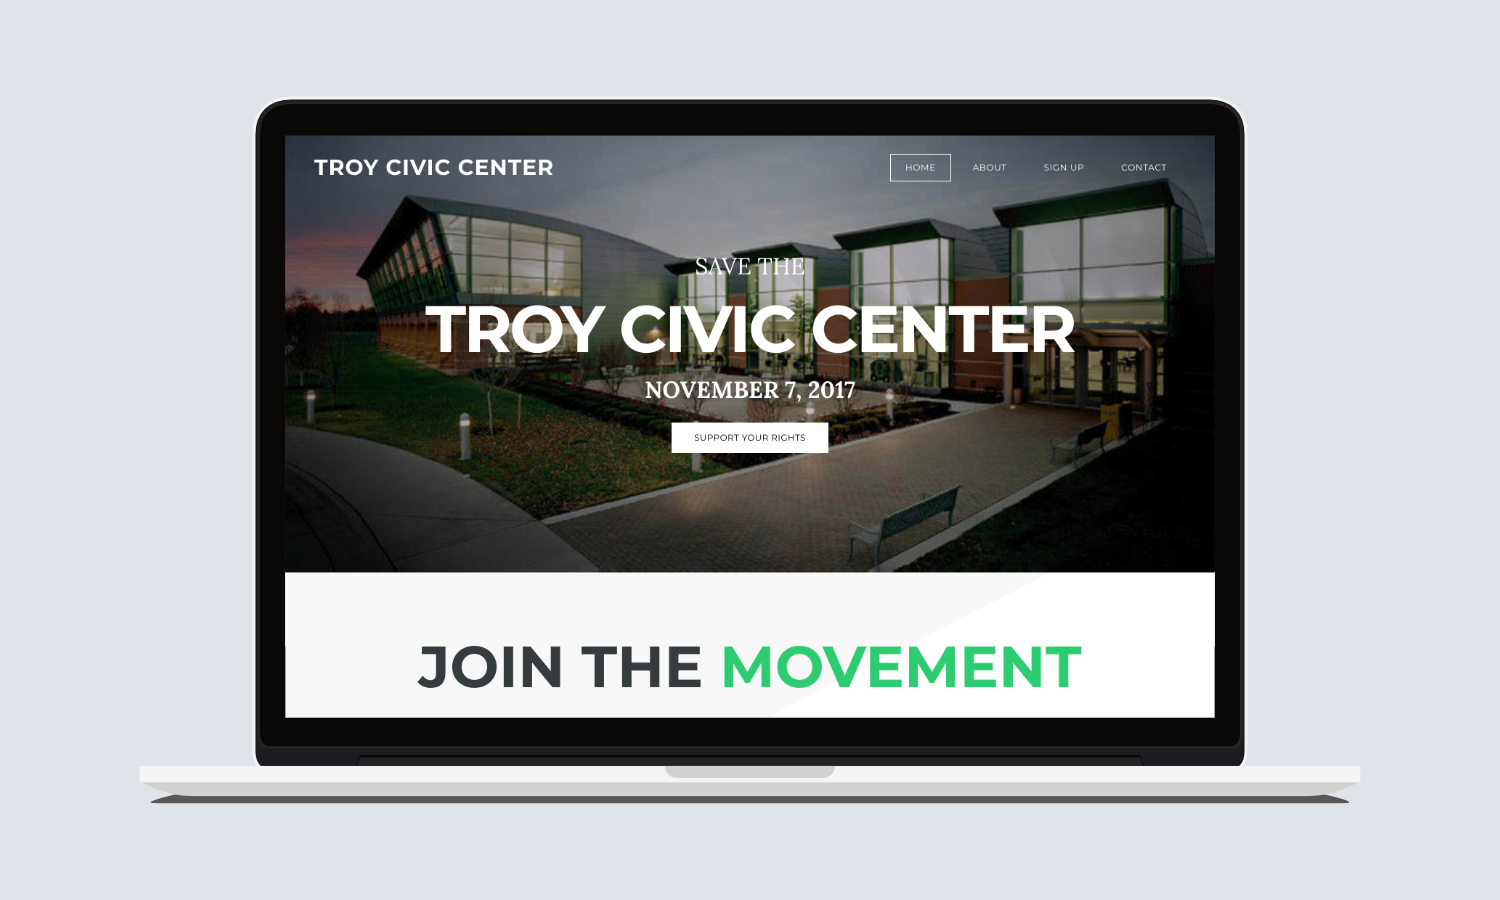 TROY CIVIC CENTER
HOME ABOUT SIGN UP CONTACT
SAVE THE
TROY CIVIC CENTER
NOVEMBER 7, 2017
SUPPORT YOUR RIGHTS
JOIN THE MOVEMENT